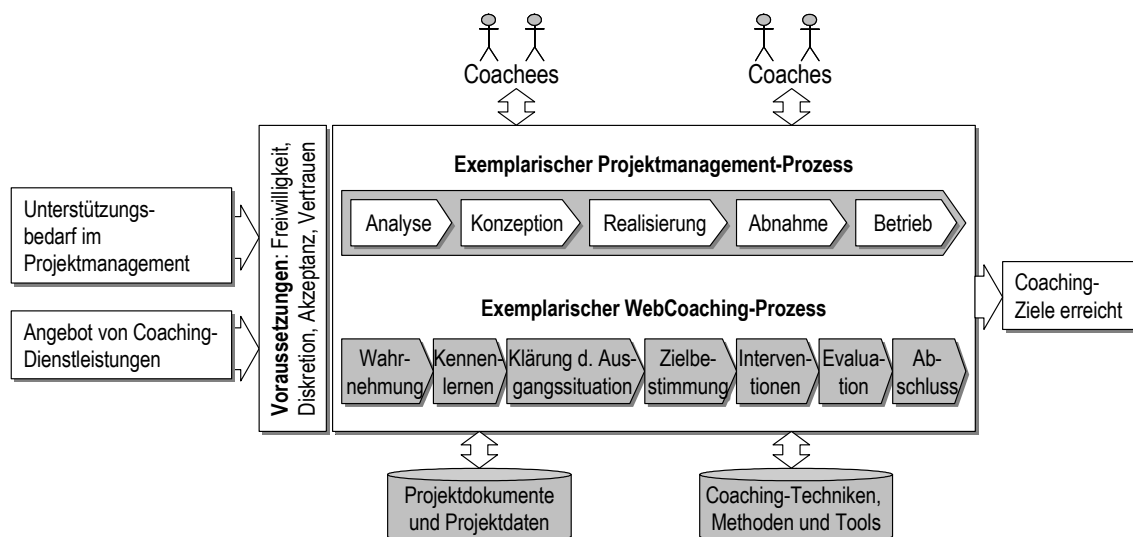 Coachees
Coaches
Voraussetzungen: Freiwilligkeit,
Diskretion, Akzeptanz, Vertrauen
Exemplarischer Projektmanagement-Prozess
Analyse
Konzeption
Realisierung
Abnahme
Betrieb
Unterstützungs-
bedarf im
Projektmanagement
Angebot von Coaching-
Dienstleistungen
Exemplarischer WebCoaching-Prozess
Wahr-
nehmung
Kennen-
lernen
Klärung d. Aus-
gangssituation
Zielbe-
stimmung
Interven-
tionen
Evalua-
tion
Ab-
schluss
Coaching-
Ziele erreicht
Projektdokumente
und Projektdaten
Coaching-Techniken,
Methoden und Tools